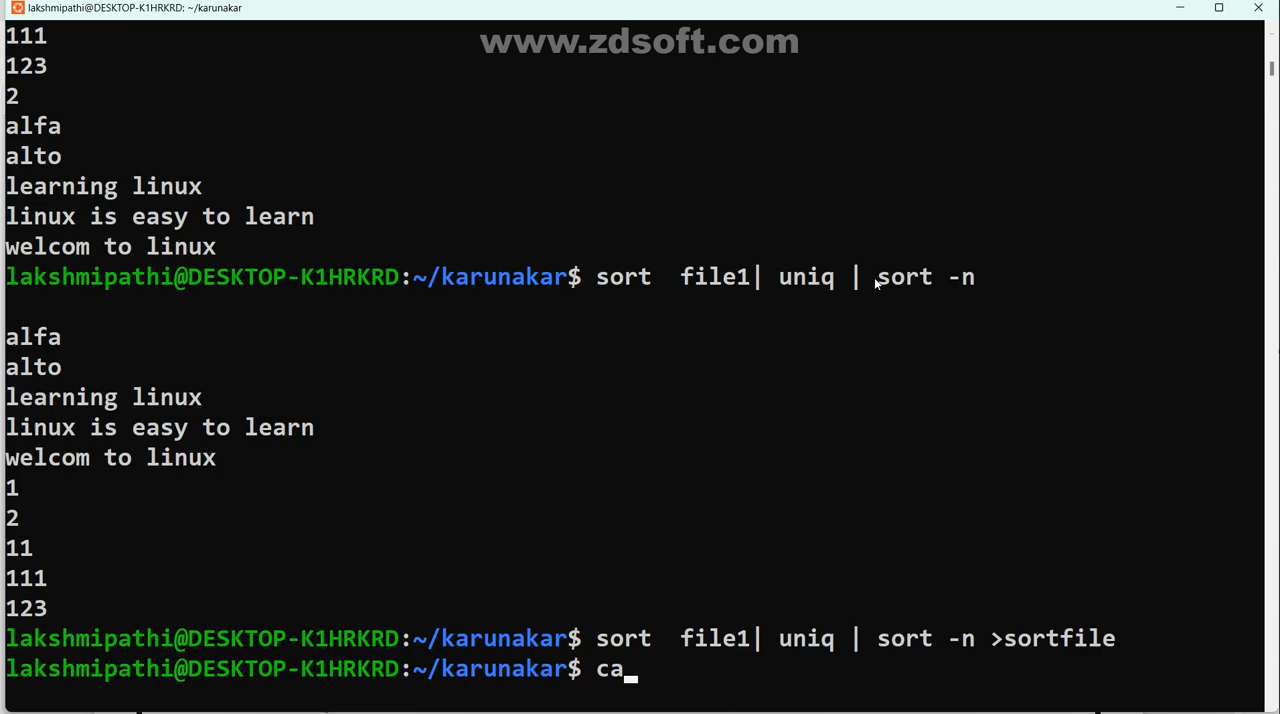 lakshmipathi@DESKTOP-K1HRKRD: ~/karunakar
www.zdsoft.com
111
123
2
alfa
alto
learning linux
linux is easy to learn
welcom to linux
lakshmipathi@DESKTOP-K1HRKRD:~/karunakar$ sort  file1| uniq | sort -n
alfa
alto
learning linux
linux is easy to learn
welcom to linux
1
2
11
111
123
lakshmipathi@DESKTOP-K1HRKRD:~/karunakar$ sort  file1| uniq | sort -n >sortfile
lakshmipathi@DESKTOP-K1HRKRD:~/karunakar$ ca